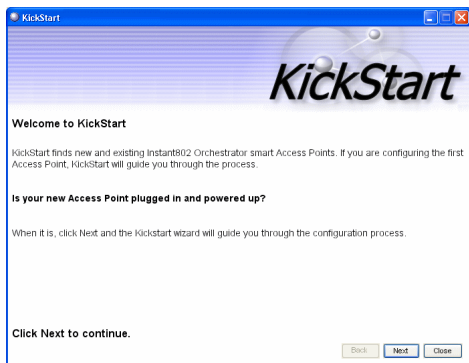 KickStart
KickStart
Welcome to KickStart
KickStart finds new and existing Instant802 Orchestrator smart Access Points. If you are configuring the first
Access Point, KickStart will guide you through the process.
Is your new Access Point plugged in and powered up?
When it is, click Next and the Kickstart wizard will guide you through the configuration process.
Click Next to continue.
Back Next Close